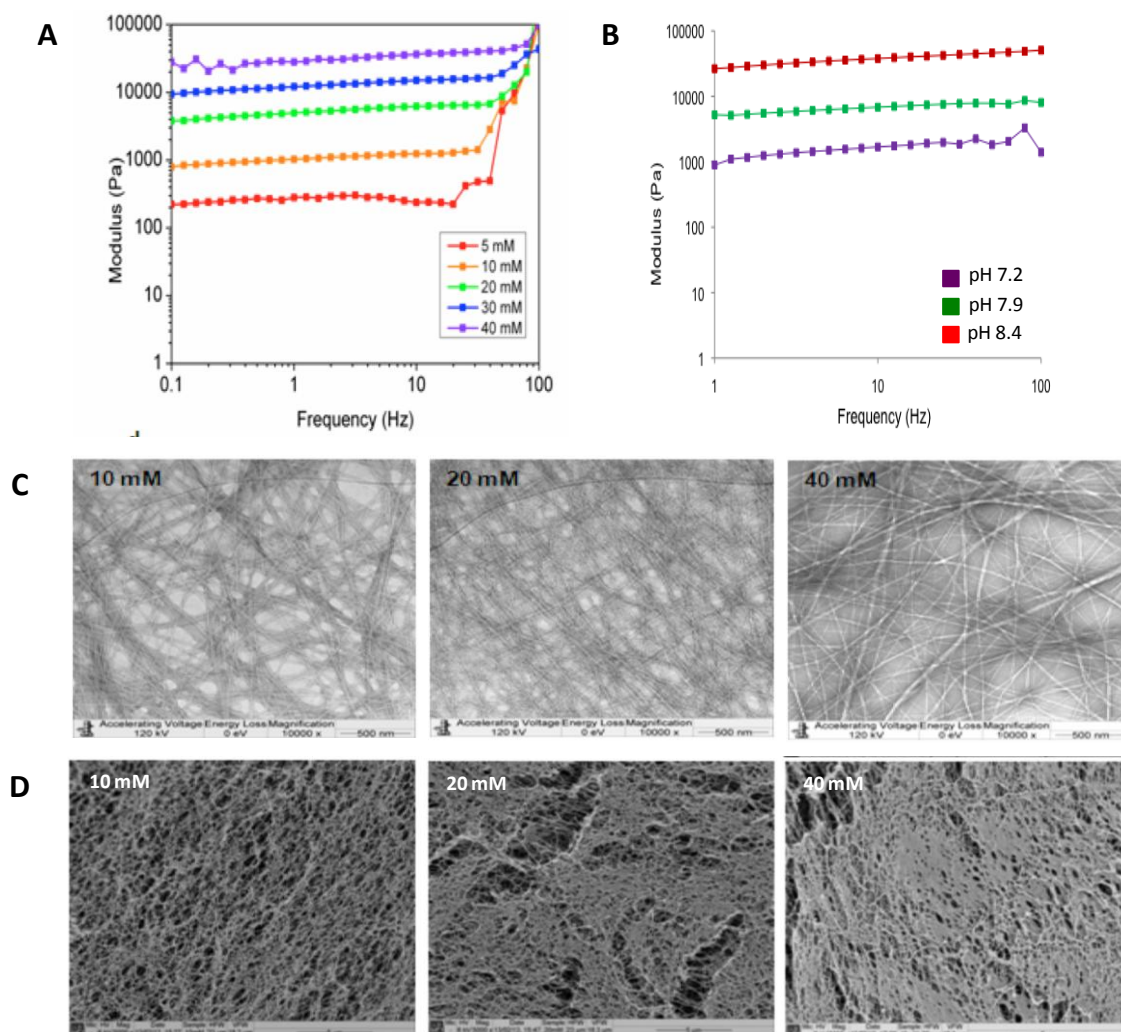 A
100000
10000
1000
100
10
1
Modulus (Pa)
0.1
1
10
100
Frequency (Hz)
5 mM
10 mM
20 mM
30 mM
40 mM
B
100000
10000
1000
100
10
1
Modulus (Pa)
1
10
100
Frequency (Hz)
pH 7.2
pH 7.9
pH 8.4
C
10 mM
Accelerating Voltage Energy Loss Magnification
120 kV 0 eV 10000 x 500 nm
20 mM
Accelerating Voltage Energy Loss Magnification
120 kV 0 eV 10000 x 500 nm
40 mM
Accelerating Voltage Energy Loss Magnification
120 kV 0 eV 10000 x 500 nm
D
10 mM
20 mM
40 mM